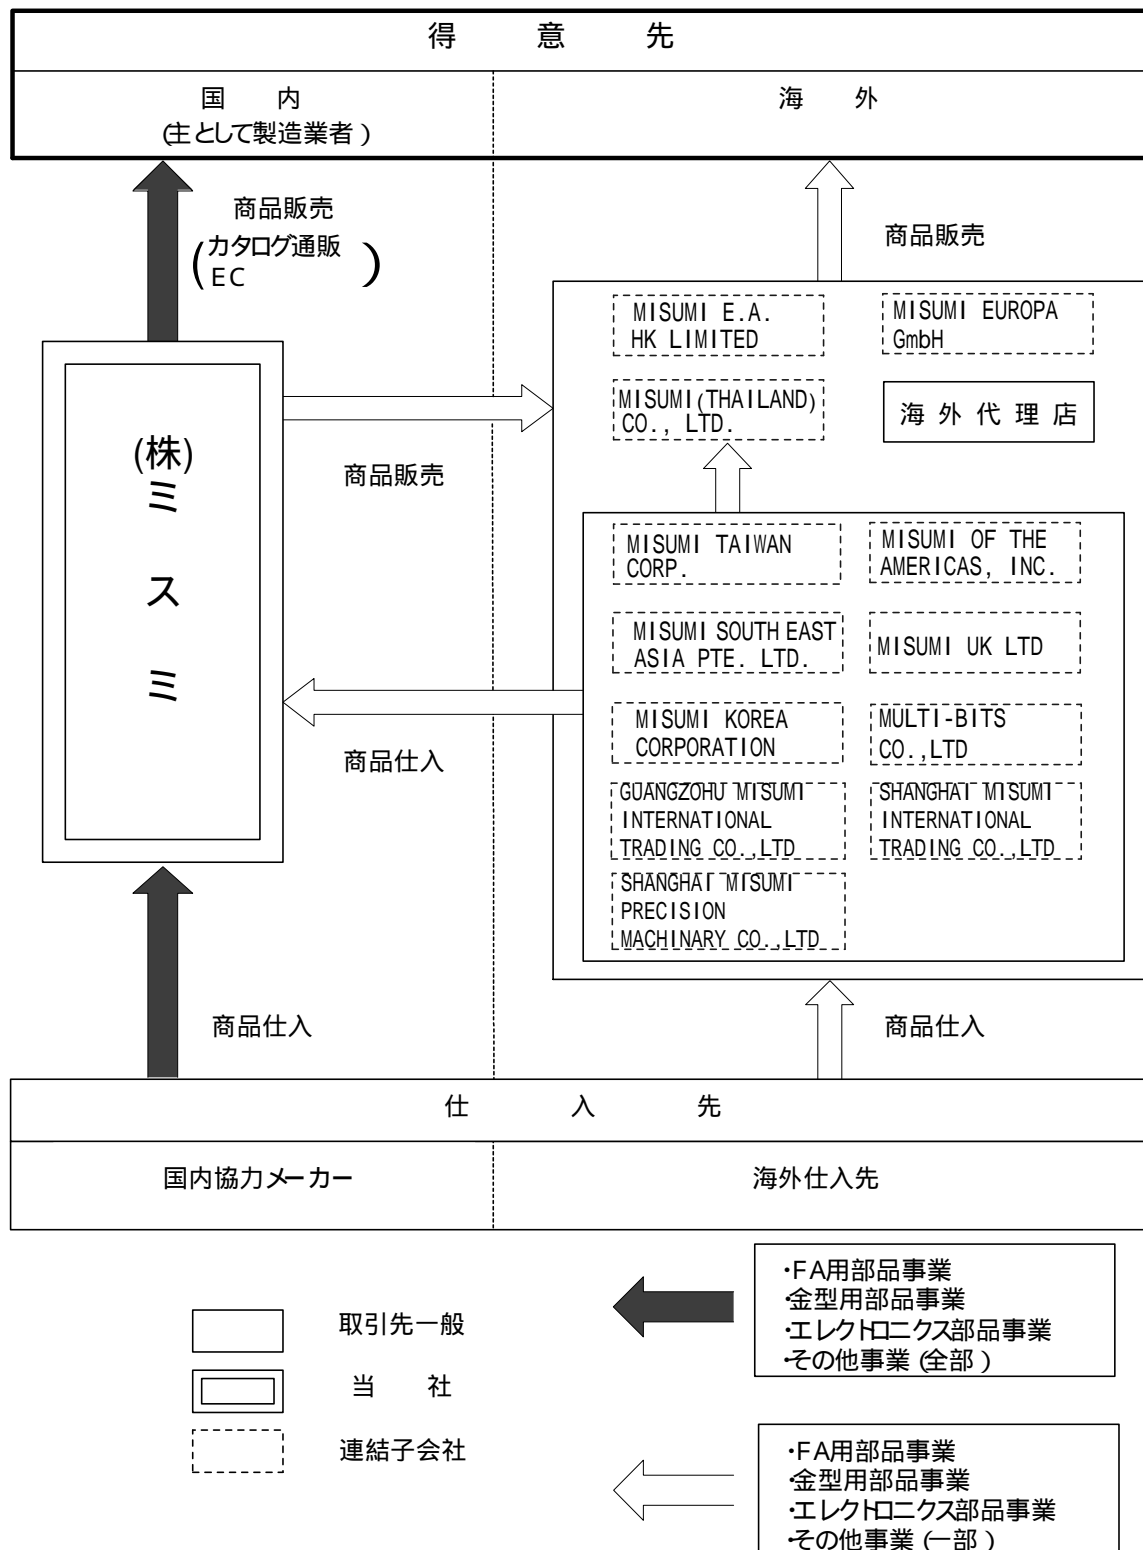 得意先
国内
(主として製造業者)
海外
商品販売
(カタログ通販
EC)
商品販売
MISUMI E.A.
HK LIMITED
MISUMI EUROPA
GmbH
MISUMI(THAILAND)
CO., LTD.
海外代理店
(株)
ミ
ス
ミ
商品販売
MISUMI TAIWAN
CORP.
MISUMI OF THE
AMERICAS, INC.
MISUMI SOUTH EAST
ASIA PTE. LTD.
MISUMI UK LTD
商品仕入
MISUMI KOREA
CORPORATION
MULTI-BITS
CO.,LTD
GUANGZOHU MISUMI
INTERNATIONAL
TRADING CO.,LTD
SHANGHAI MISUMI
INTERNATIONAL
TRADING CO.,LTD
SHANGHAI MISUMI
PRECISION
MACHINARY CO.,LTD
商品仕入
商品仕入
仕入先
国内協力メーカー
海外仕入先
取引先一般
当社
連結子会社
・FA用部品事業
・金型用部品事業
・エレクトロニクス部品事業
・その他事業(全部)
・FA用部品事業
・金型用部品事業
・エレクトロニクス部品事業
・その他事業(一部)